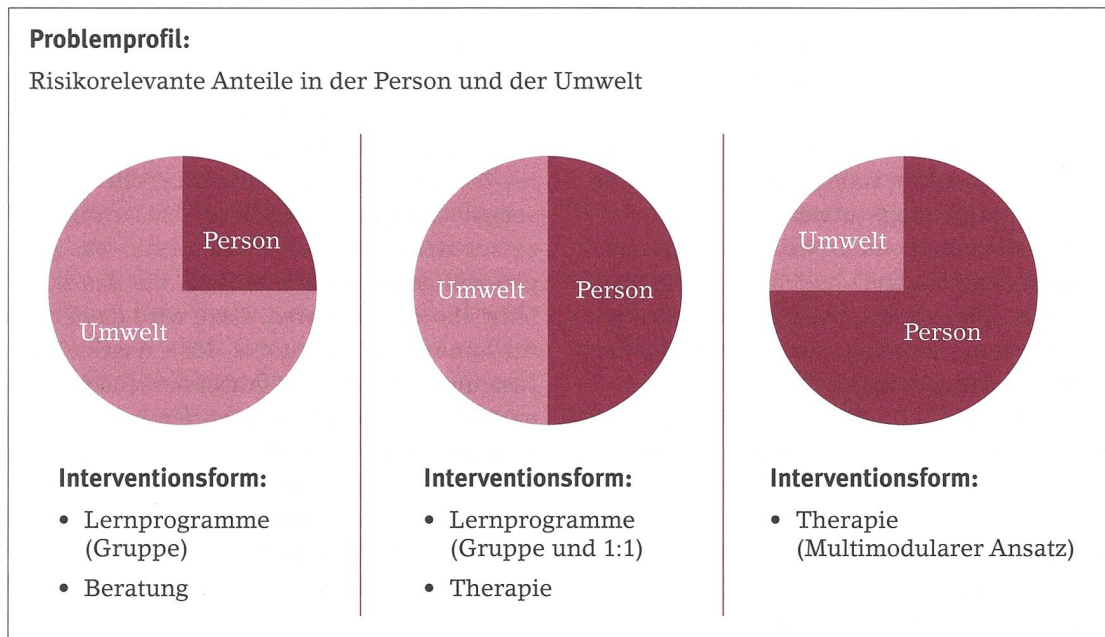 Problemprofil:
Risikorelevante Anteile in der Person und der Umwelt
Person
Umwelt
Interventionsform:
• Lernprogramme
(Gruppe)
• Beratung
Umwelt
Person
Interventionsform:
• Lernprogramme
(Gruppe und 1:1)
• Therapie
Umwelt
Person
Interventionsform:
• Therapie
(Multimodularer Ansatz)